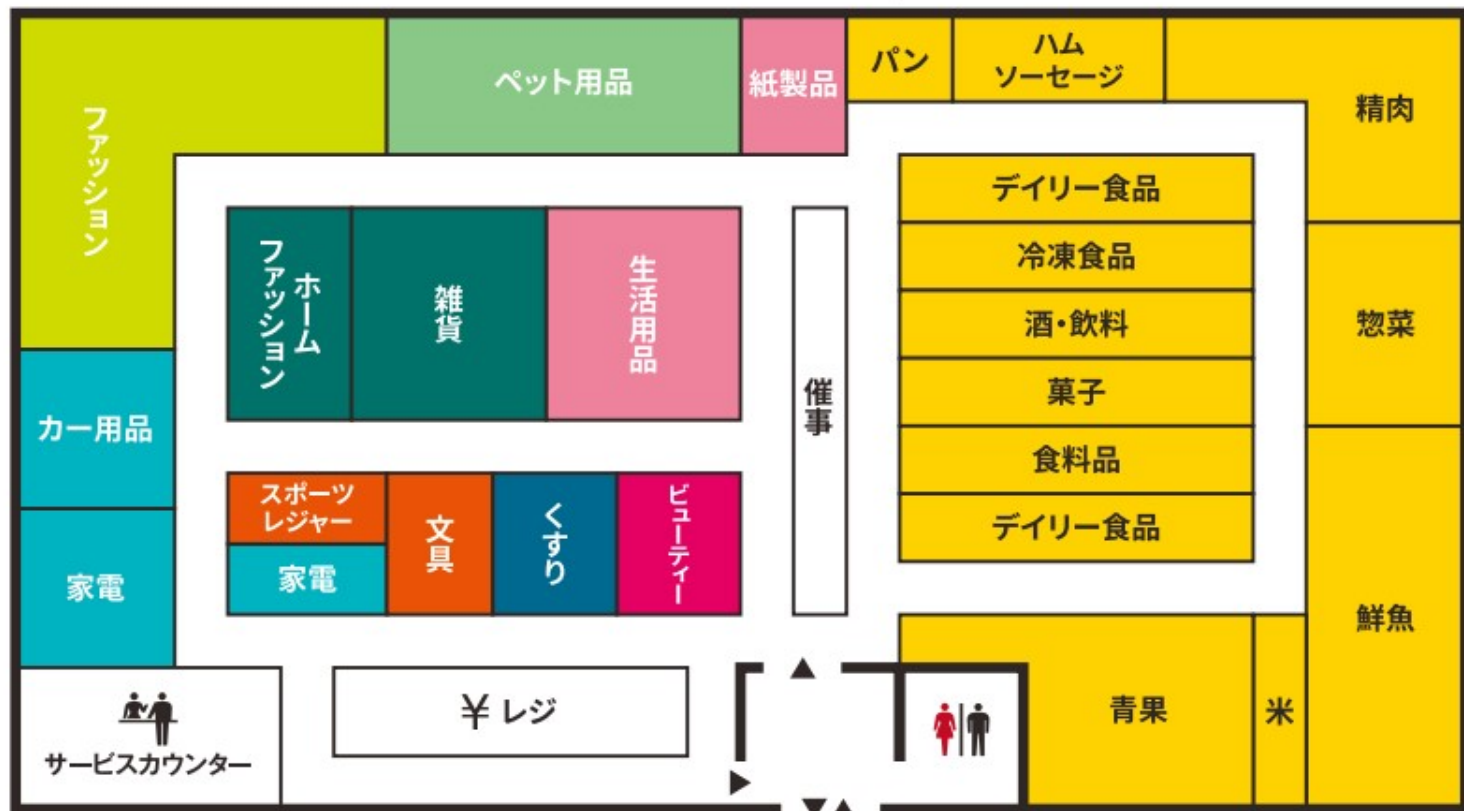 ファッション
ペット用品
紙製品
パン
ハム
ソーセージ
精肉
デイリー食品
冷凍食品
酒・飲料
菓子
食料品
デイリー食品
惣菜
鮮魚
ホーム
ファッション
雑貨
生活用品
催事
カー用品
家電
スポーツ
レジャー
家電
文具
くすり
ビューティー
サービスカウンター
¥ レジ
青果
米